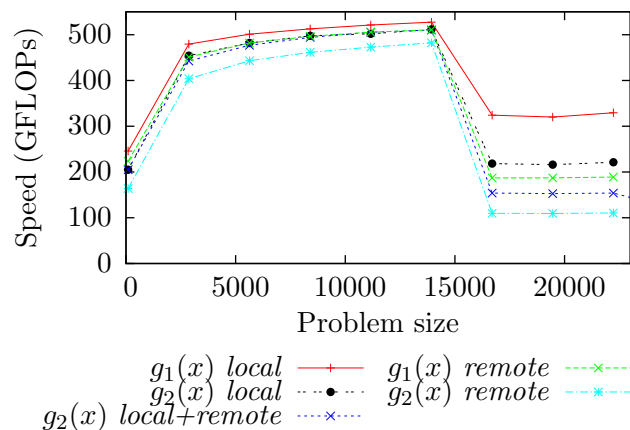 500
400
300
200
100
0
Speed (GFLOPs)
0 5000 10000 15000 20000
Problem size
g₁(x) local g₁(x) remote
g₂(x) local g₂(x) remote
g₂(x) local+remote